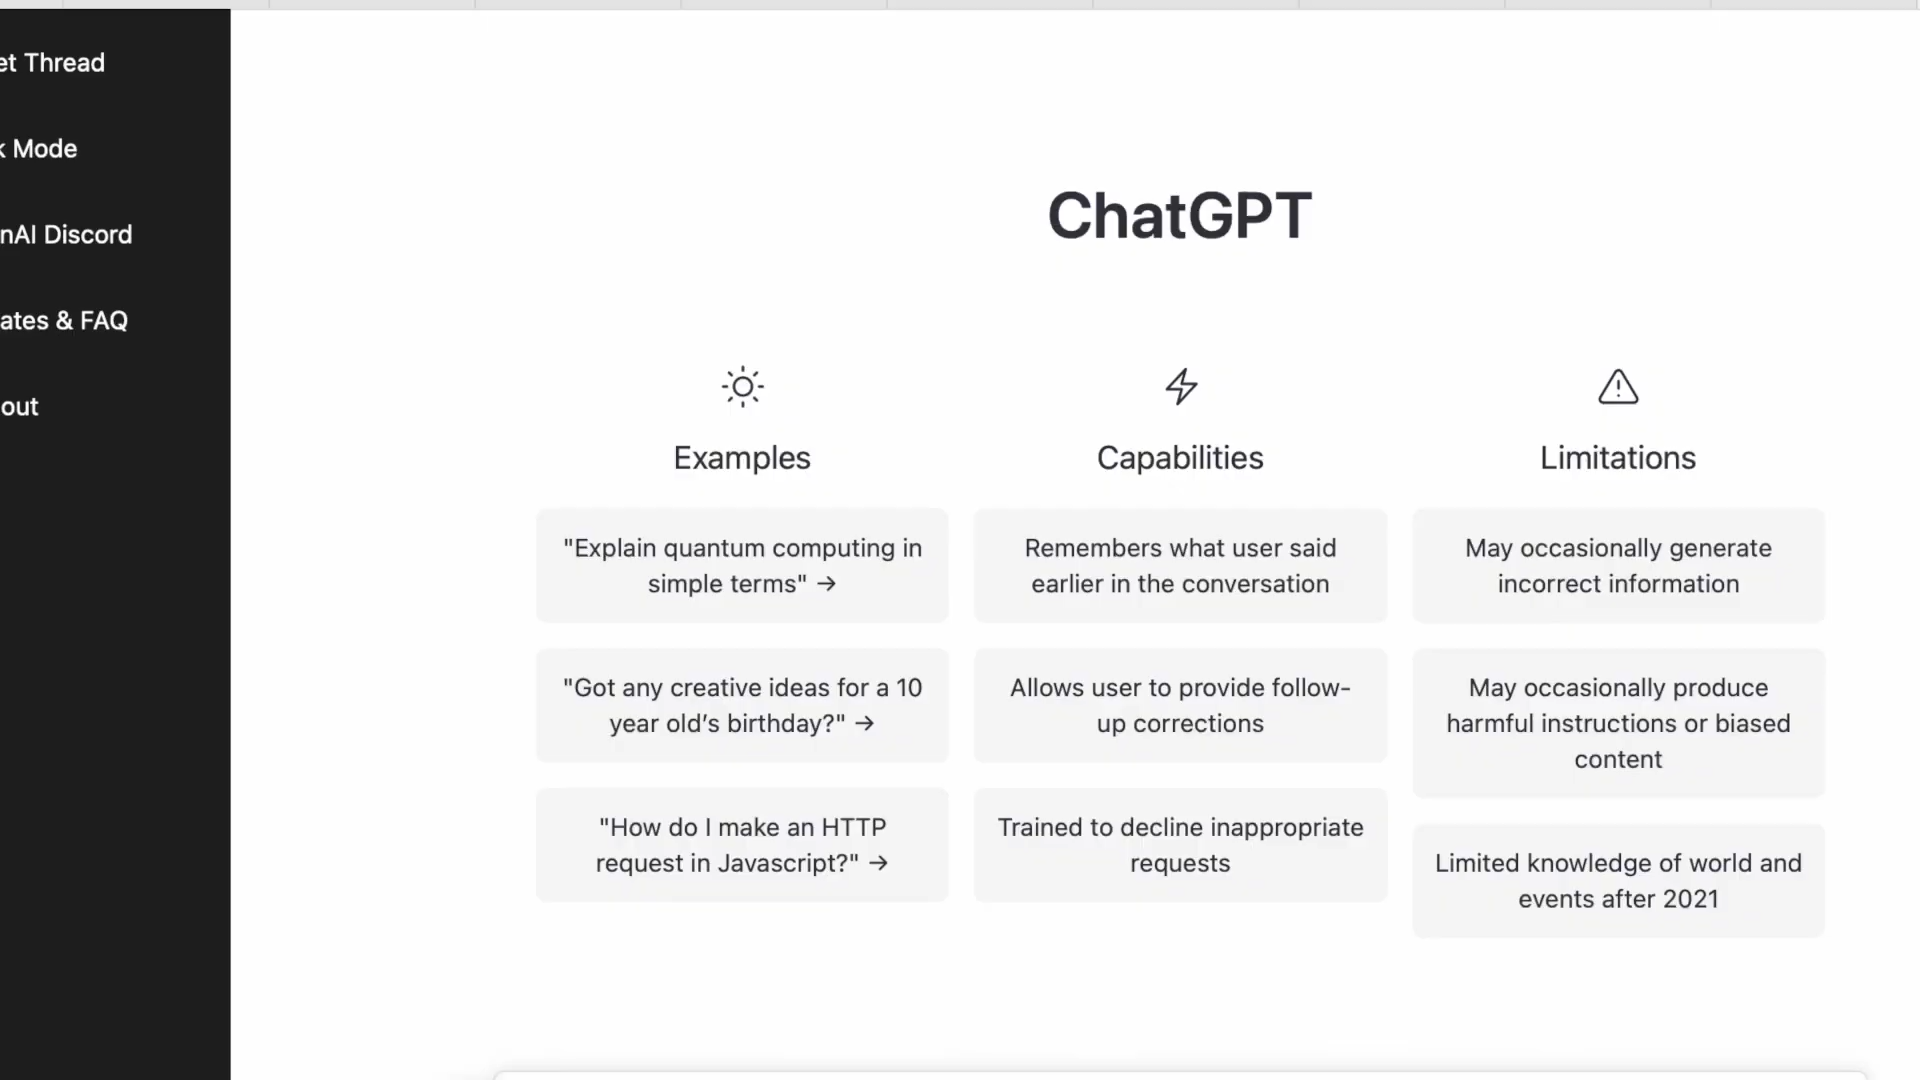 et Thread
k Mode
nAI Discord
ates & FAQ
out
ChatGPT
Examples
"Explain quantum computing in
simple terms" →
"Got any creative ideas for a 10
year old’s birthday?" →
"How do I make an HTTP
request in Javascript?" →
Capabilities
Remembers what user said
earlier in the conversation
Allows user to provide follow-
up corrections
Trained to decline inappropriate
requests
Limitations
May occasionally generate
incorrect information
May occasionally produce
harmful instructions or biased
content
Limited knowledge of world and
events after 2021